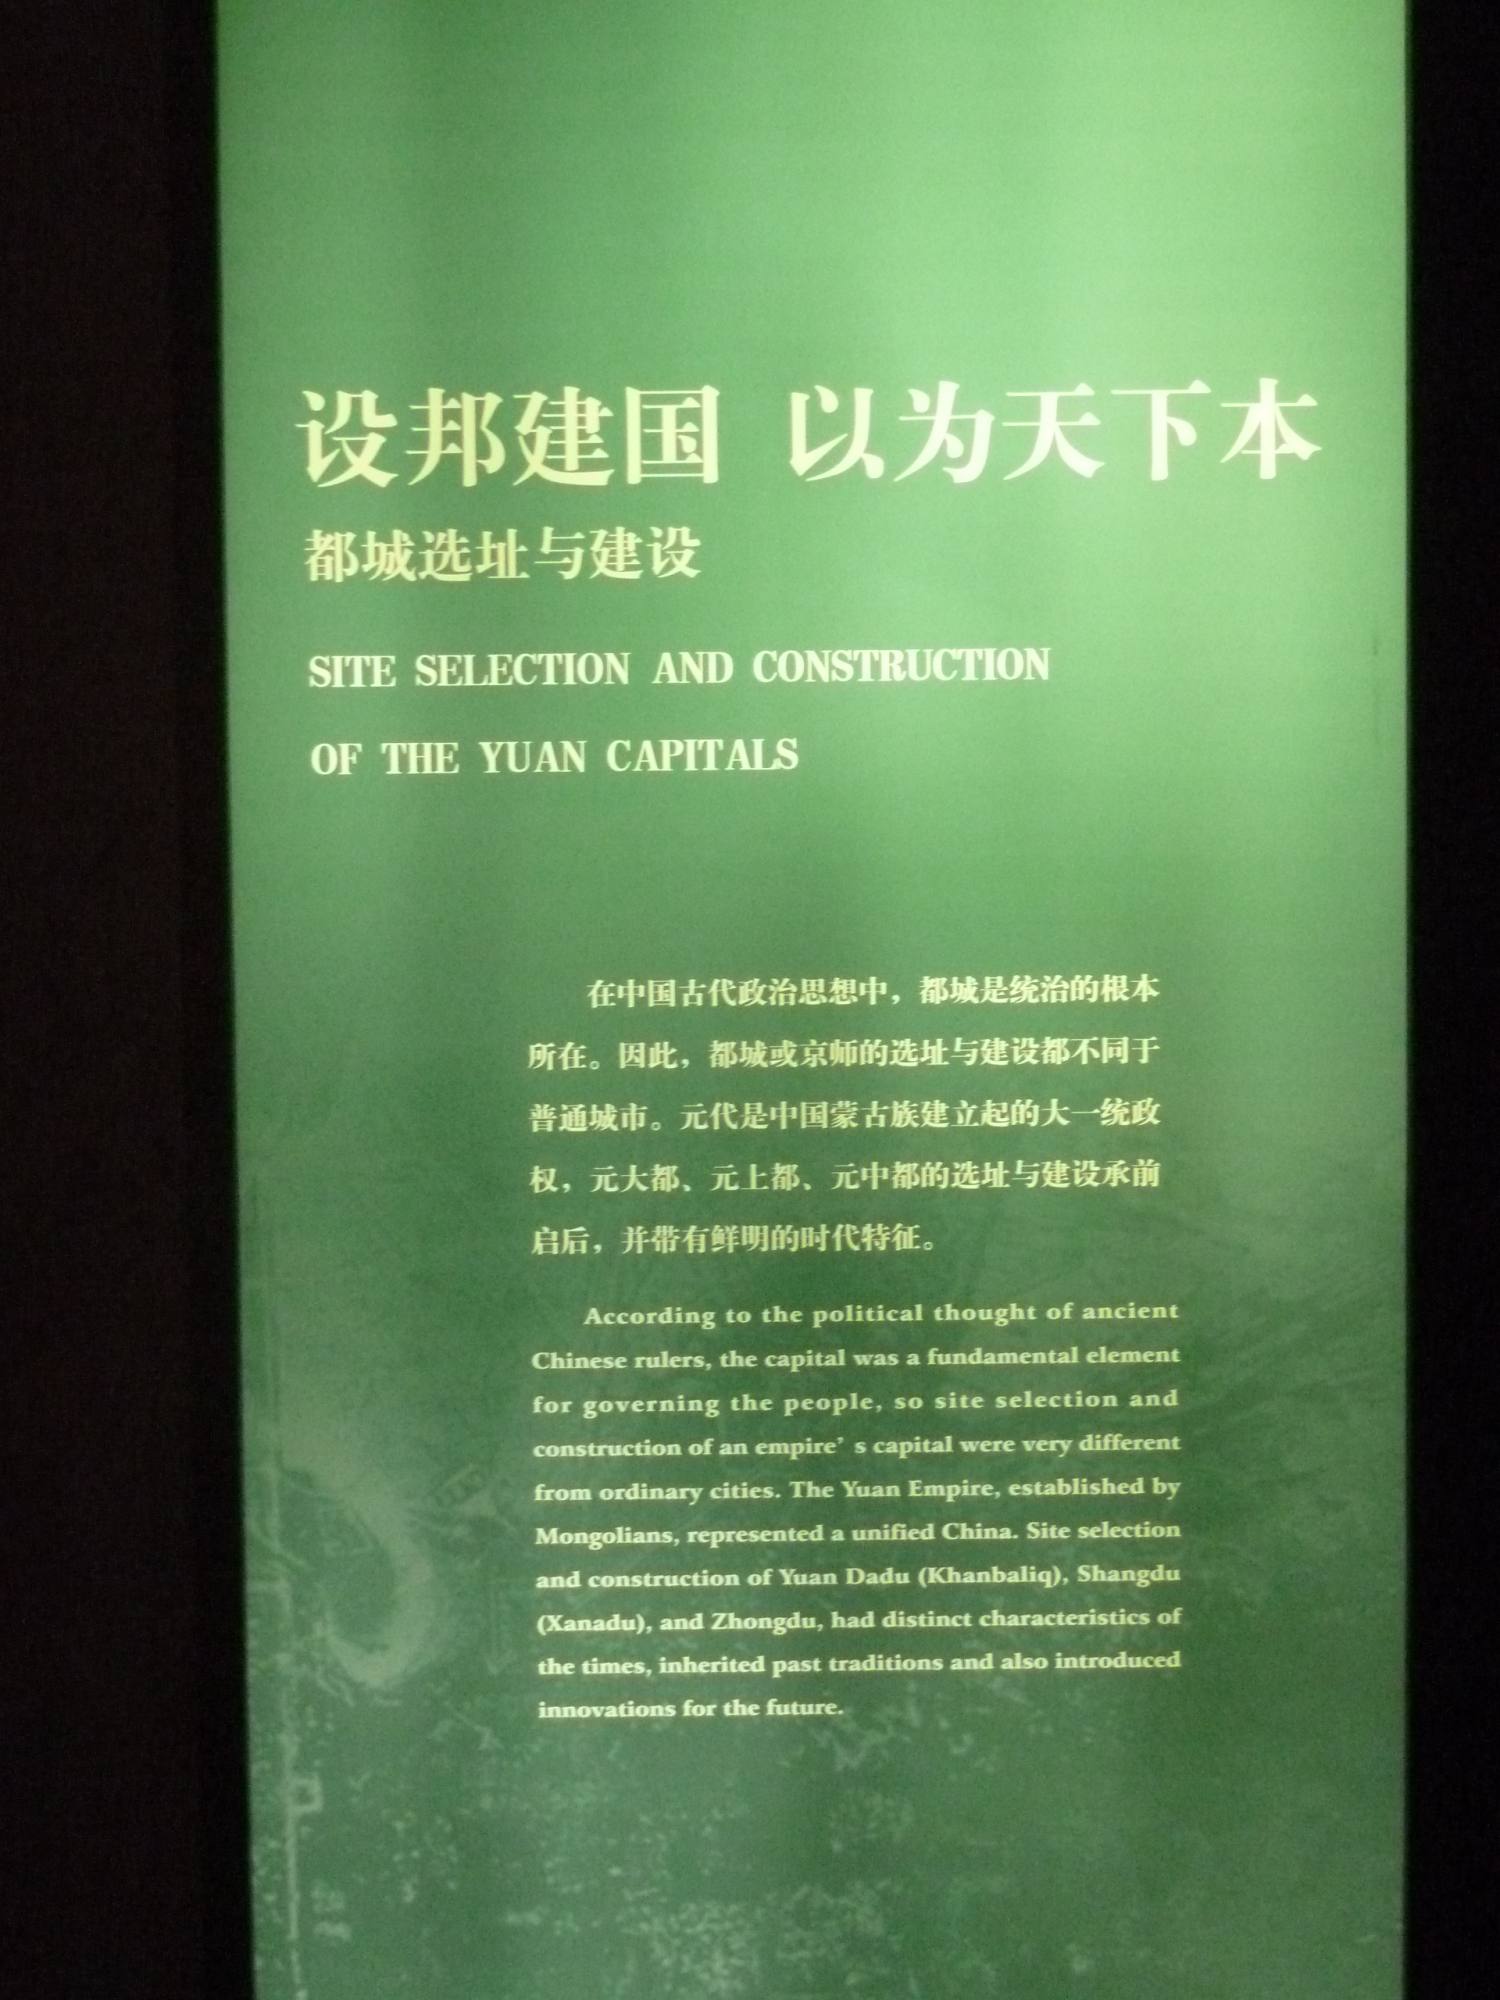 设邦建国 以为天下本
都城选址与建设
SITE SELECTION AND CONSTRUCTION
OF THE YUAN CAPITALS
在中国古代政治思想中，都城是统治的根本
所在。因此，都城或京师的选址与建设都不同于
普通城市。元代是中国蒙古族建立起的大一统政
权，元大都、元上都、元中都的选址与建设承前
启后，并带有鲜明的时代特征。
According to the political thought of ancient
Chinese rulers, the capital was a fundamental element
for governing the people, so site selection and
construction of an empire’ s capital were very different
from ordinary cities. The Yuan Empire, established by
Mongolians, represented a unified China. Site selection
and construction of Yuan Dadu (Khanbaliq), Shangdu
(Xanadu), and Zhongdu, had distinct characteristics of
the times, inherited past traditions and also introduced
innovations for the future.